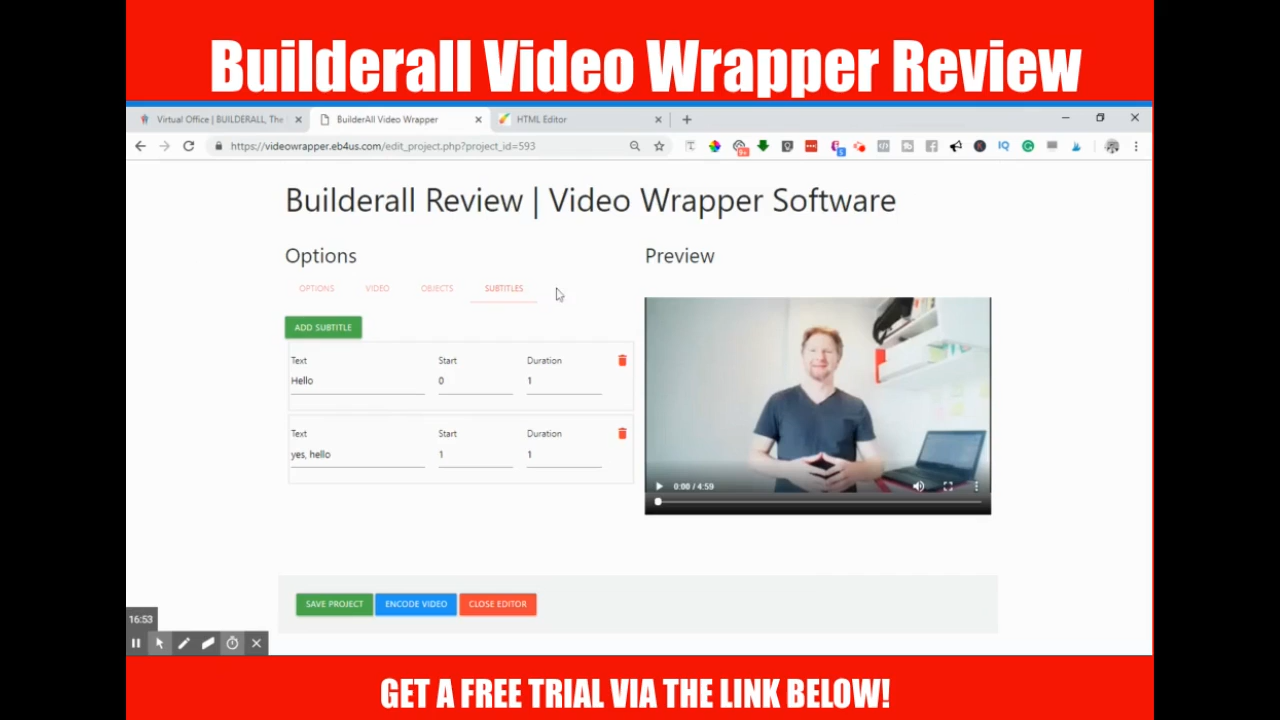 Builderall Video Wrapper Review
Virtual Office | BUILDERALL, The
BuilderAll Video Wrapper
HTML Editor
https://videowrapper.eb4us.com/edit_project.php?project_id=593
Builderall Review | Video Wrapper Software
Options
Preview
OPTIONS VIDEO OBJECTS SUBTITLES
ADD SUBTITLE
Text Start Duration
Hello 0 1
Text Start Duration
yes, hello 1 1
0:00 / 4:59
SAVE PROJECT ENCODE VIDEO CLOSE EDITOR
16:53
GET A FREE TRIAL VIA THE LINK BELOW!